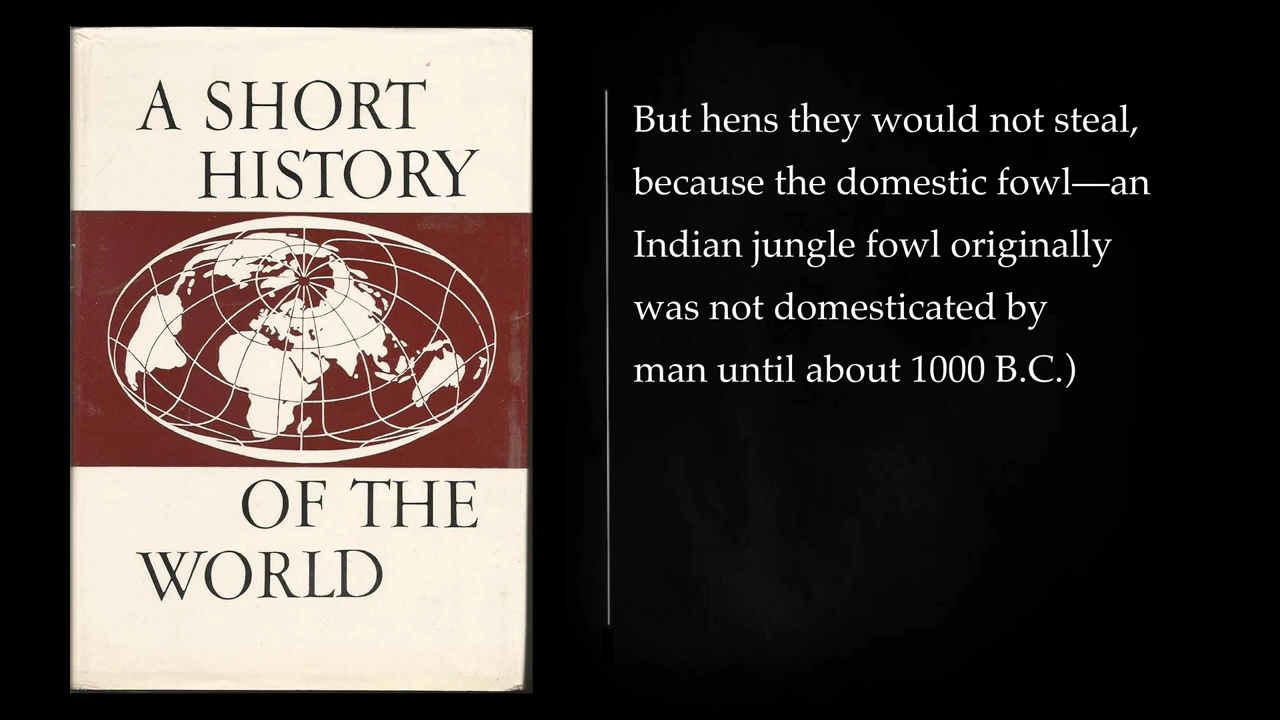 A SHORT
HISTORY
OF THE
WORLD
But hens they would not steal,
because the domestic fowl—an
Indian jungle fowl originally
was not domesticated by
man until about 1000 B.C.)